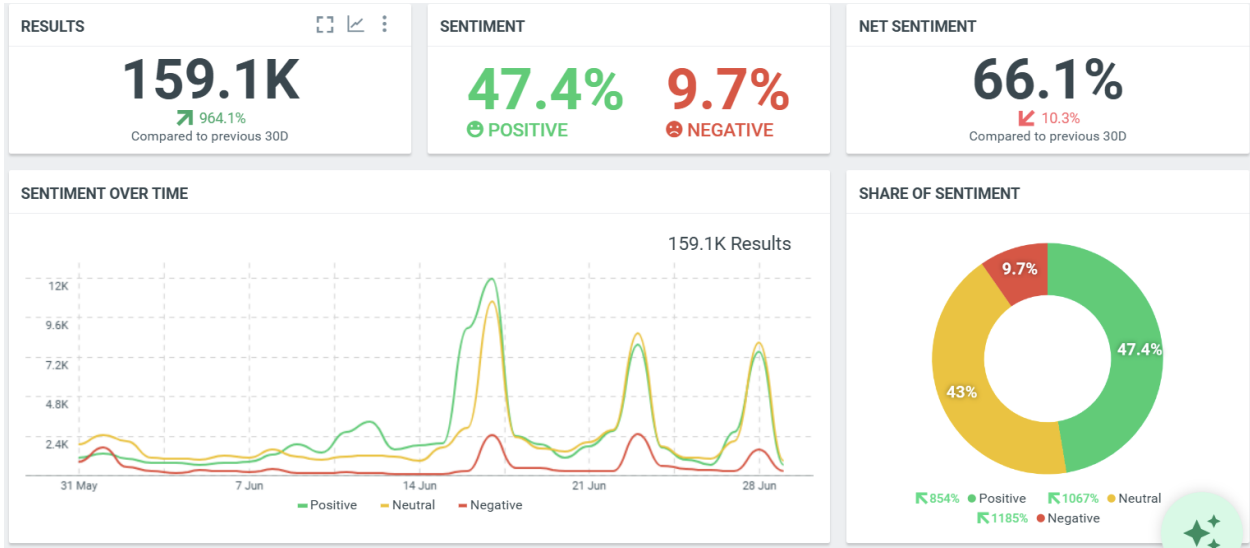 RESULTS
159.1K
964.1%
Compared to previous 30D
SENTIMENT
47.4%
POSITIVE
9.7%
NEGATIVE
NET SENTIMENT
66.1%
10.3%
Compared to previous 30D
SENTIMENT OVER TIME
159.1K Results
12K
9.6K
7.2K
4.8K
2.4K
31 May
7 Jun
14 Jun
21 Jun
28 Jun
Positive
Neutral
Negative
SHARE OF SENTIMENT
9.7%
47.4%
43%
854% Positive
1067% Neutral
1185% Negative